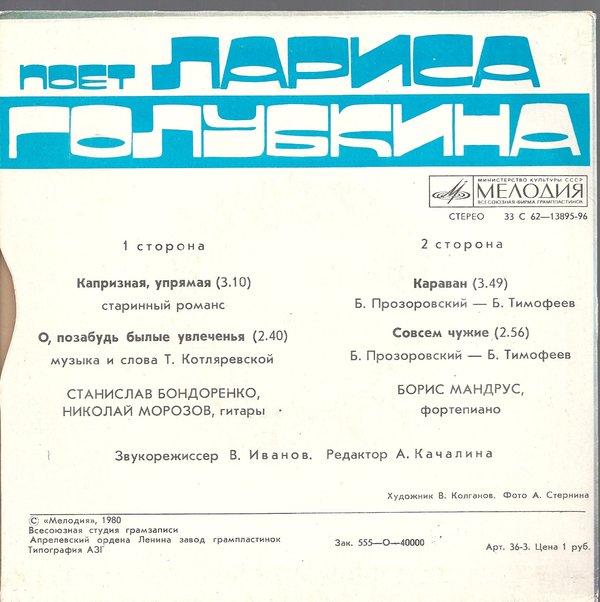 ПОЕТ ЛАРИСА
ГОЛУБКИНА
МИНИСТЕРСТВО КУЛЬТУРЫ СССР
МЕЛОДИЯ
ВСЕСОЮЗНАЯ ФИРМА ГРАМПЛАСТИНОК
СТЕРЕО 33 С 62—13895-96
1 сторона
Капризная, упрямая (3.10)
старинный романс
О, позабудь былые увлеченья (2.40)
музыка и слова Т. Котляревской
СТАНИСЛАВ БОНДОРЕНКО,
НИКОЛАЙ МОРОЗОВ, гитары
2 сторона
Караван (3.49)
Б. Прозоровский — Б. Тимофеев
Совсем чужие (2.56)
Б. Прозоровский — Б. Тимофеев
БОРИС МАНДРУС,
фортепиано
Звукорежиссер В. Иванов. Редактор А. Качалина
Художник В. Колганов. Фото А. Стернина
© «Мелодия», 1980
Всесоюзная студия грамзаписи
Апрелевский ордена Ленина завод грампластинок
Типография АЗГ
Зак. 555—О—40000
Арт. 36-3. Цена 1 руб.